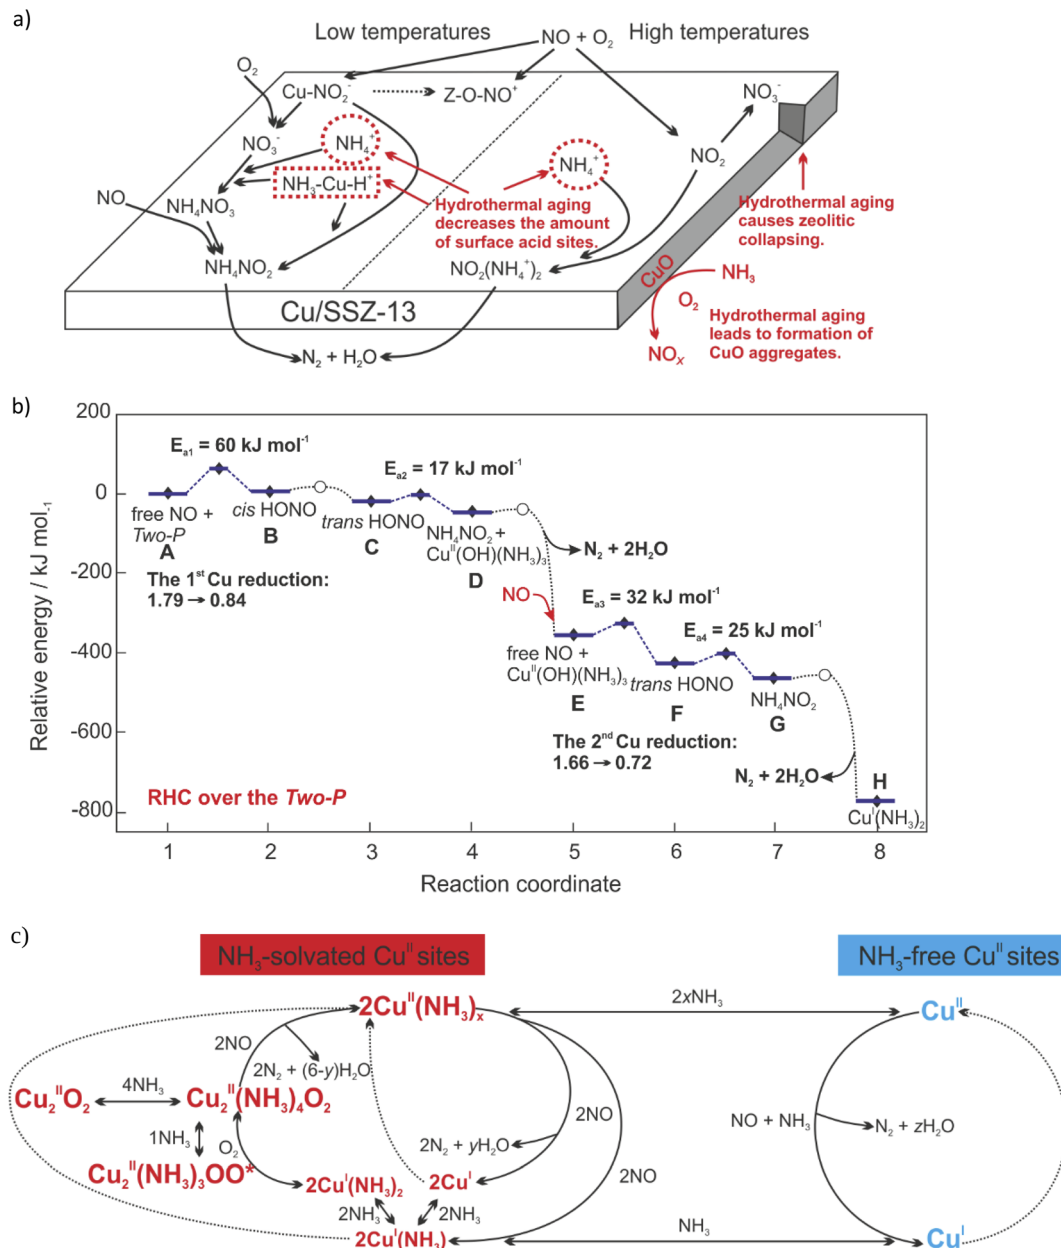 a)
Low temperatures
NO + O₂
High temperatures
O₂
Cu-NO₂⁻
Z-O-NO⁺
NO₃⁻
NO₃⁻
NH₄⁺
NO₂
NH₄⁺
NH₃-Cu-H⁺
NO
NH₄NO₃
Hydrothermal aging
decreases the amount
of surface acid sites.
Hydrothermal aging
causes zeolitic
collapsing.
NH₄NO₂
NO₂(NH₄⁺)₂
CuO
NH₃
O₂
Cu/SSZ-13
Hydrothermal aging
leads to formation of
CuO aggregates.
NOₓ
N₂ + H₂O
b)
200
0
-200
-400
-600
-800
Relative energy / kJ mol₋₁
Eₐ₁ = 60 kJ mol⁻¹
Eₐ₂ = 17 kJ mol⁻¹
free NO +
Two-P
A
cis HONO
B
trans HONO
C
NH₄NO₂ +
Cuᴵᴵ(OH)(NH₃)₃
D
N₂ + 2H₂O
The 1ˢᵗ Cu reduction:
1.79 → 0.84
NO
Eₐ₃ = 32 kJ mol⁻¹
Eₐ₄ = 25 kJ mol⁻¹
free NO +
Cuᴵᴵ(OH)(NH₃)₃
E
trans HONO
F
NH₄NO₂
G
The 2ⁿᵈ Cu reduction:
1.66 → 0.72
N₂ + 2H₂O
H
Cuᴵ(NH₃)₂
RHC over the Two-P
1 2 3 4 5 6 7 8
Reaction coordinate
c)
NH₃-solvated Cuᴵᴵ sites
NH₃-free Cuᴵᴵ sites
2Cuᴵᴵ(NH₃)ₓ
2xNH₃
Cuᴵᴵ
2NO
2N₂ + (6-y)H₂O
4NH₃
Cu₂ᴵᴵO₂
Cu₂ᴵᴵ(NH₃)₄O₂
2NO
NO + NH₃
N₂ + zH₂O
1NH₃
O₂
2N₂ + yH₂O
Cu₂ᴵᴵ(NH₃)₃OO*
2Cuᴵ(NH₃)₂
2Cuᴵ
2NO
2NH₃
2NH₃
2Cuᴵ(NH₃)
NH₃
Cuᴵ